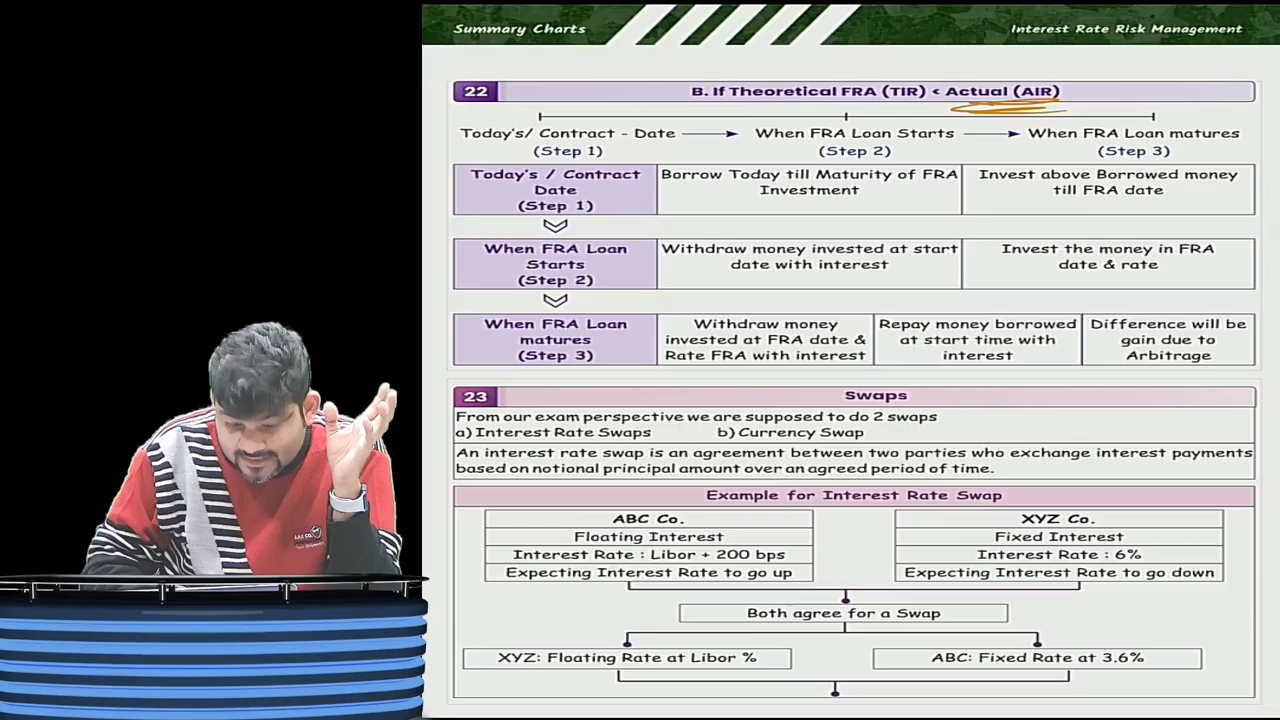 Summary Charts
Interest Rate Risk Management
22
B. If Theoretical FRA (TIR) < Actual (AIR)
Today's/ Contract - Date
When FRA Loan Starts
When FRA Loan matures
(Step 1)
(Step 2)
(Step 3)
Today's / Contract
Date
(Step 1)
Borrow Today till Maturity of FRA
Investment
Invest above Borrowed money
till FRA date
When FRA Loan
Starts
(Step 2)
Withdraw money invested at start
date with interest
Invest the money in FRA
date & rate
When FRA Loan
matures
(Step 3)
Withdraw money
invested at FRA date &
Rate FRA with interest
Repay money borrowed
at start time with
interest
Difference will be
gain due to
Arbitrage
23
Swaps
From our exam perspective we are supposed to do 2 swaps
a) Interest Rate Swaps
b) Currency Swap
An interest rate swap is an agreement between two parties who exchange interest payments
based on notional principal amount over an agreed period of time.
Example for Interest Rate Swap
ABC Co.
Floating Interest
Interest Rate : Libor + 200 bps
Expecting Interest Rate to go up
XYZ Co.
Fixed Interest
Interest Rate : 6%
Expecting Interest Rate to go down
Both agree for a Swap
XYZ: Floating Rate at Libor %
ABC: Fixed Rate at 3.6%